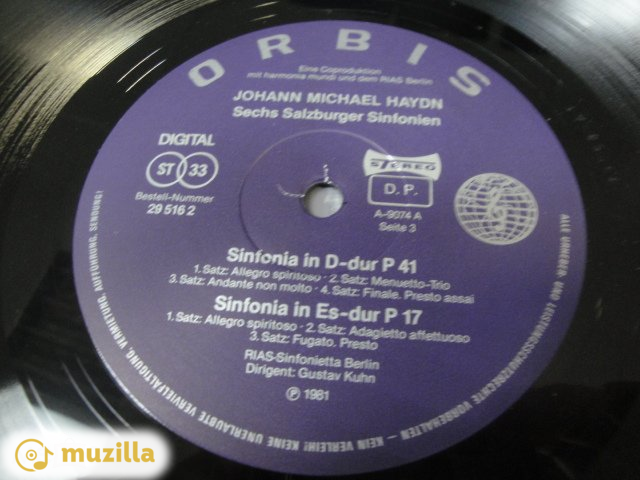 ORBIS
Eine Coproduktion
mit harmonia mundi und dem RIAS Berlin
JOHANN MICHAEL HAYDN
Sechs Salzburger Sinfonien
DIGITAL
ST 33
Bestell-Nummer
29 516 2
STEREO
D. P.
A-9074 A
Seite 3
Sinfonia in D-dur P 41
1. Satz: Allegro spiritoso · 2. Satz: Menuetto-Trio
3. Satz: Andante non molto · 4. Satz: Finale. Presto assai
Sinfonia in Es-dur P 17
1. Satz: Allegro spiritoso · 2. Satz: Adagietto affettuoso
3. Satz: Fugato. Presto
RIAS-Sinfonietta Berlin
Dirigent: Gustav Kuhn
℗ 1981
ALLE URHEBER- UND LEISTUNGSSCHUTZRECHTE VORBEHALTEN – KEIN VERLEIH! KEINE UNERLAUBTE VERVIELFÄLTIGUNG, VERMIETUNG, AUFFÜHRUNG, SENDUNG!
muzilla